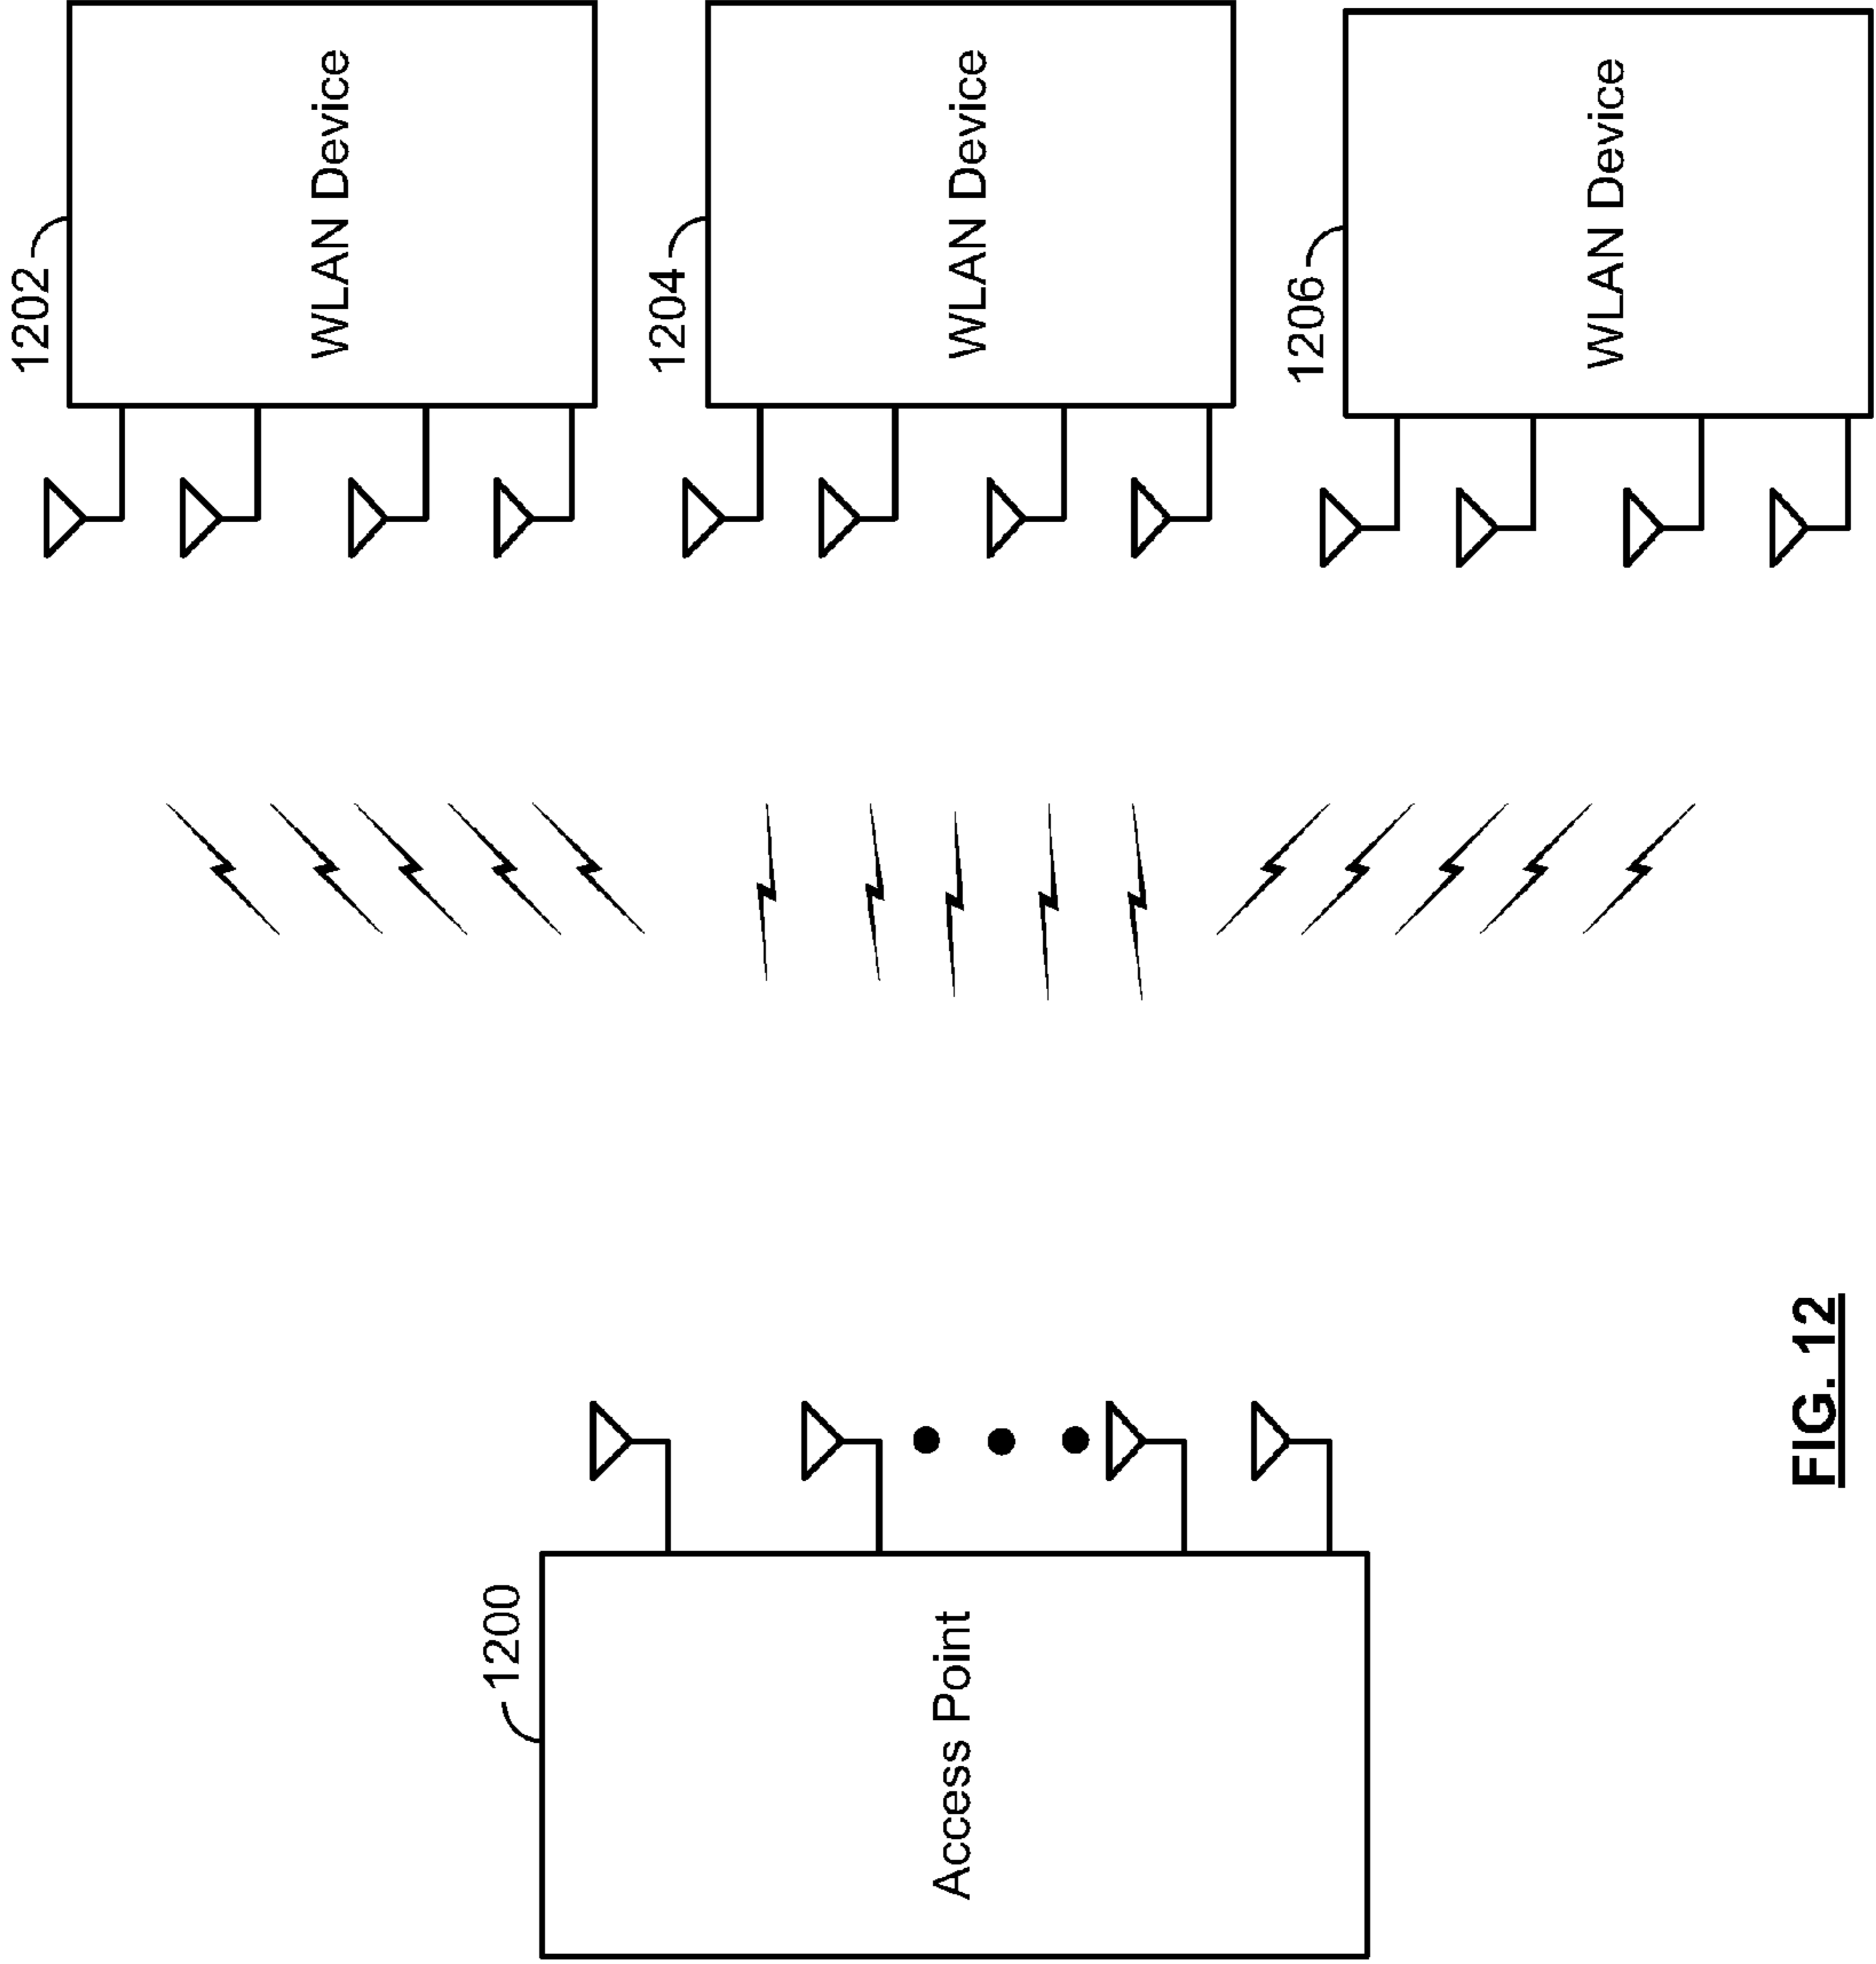 1202
WLAN Device
1204
WLAN Device
1206
WLAN Device
1200
Access Point
FIG. 12